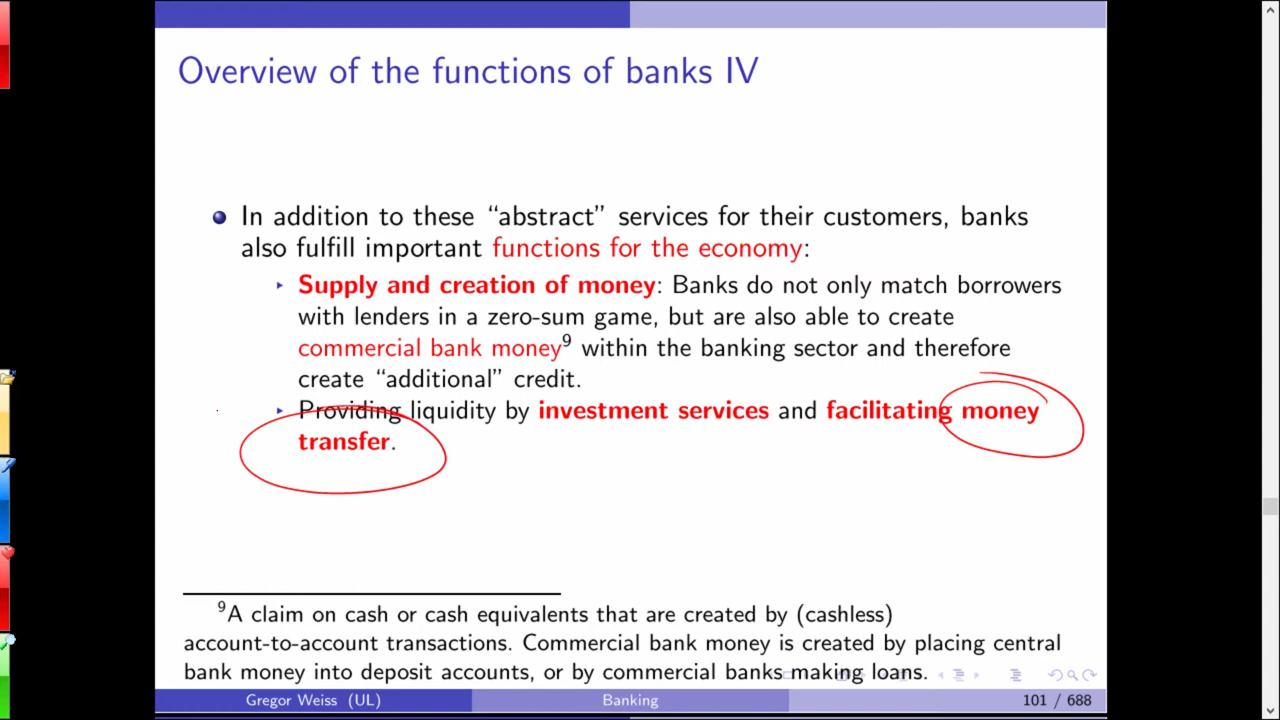 Overview of the functions of banks IV
In addition to these “abstract” services for their customers, banks
also fulfill important functions for the economy:
Supply and creation of money: Banks do not only match borrowers
with lenders in a zero-sum game, but are also able to create
commercial bank money9 within the banking sector and therefore
create “additional” credit.
Providing liquidity by investment services and facilitating money
transfer.
9A claim on cash or cash equivalents that are created by (cashless)
account-to-account transactions. Commercial bank money is created by placing central
bank money into deposit accounts, or by commercial banks making loans.
Gregor Weiss (UL) Banking 101 / 688